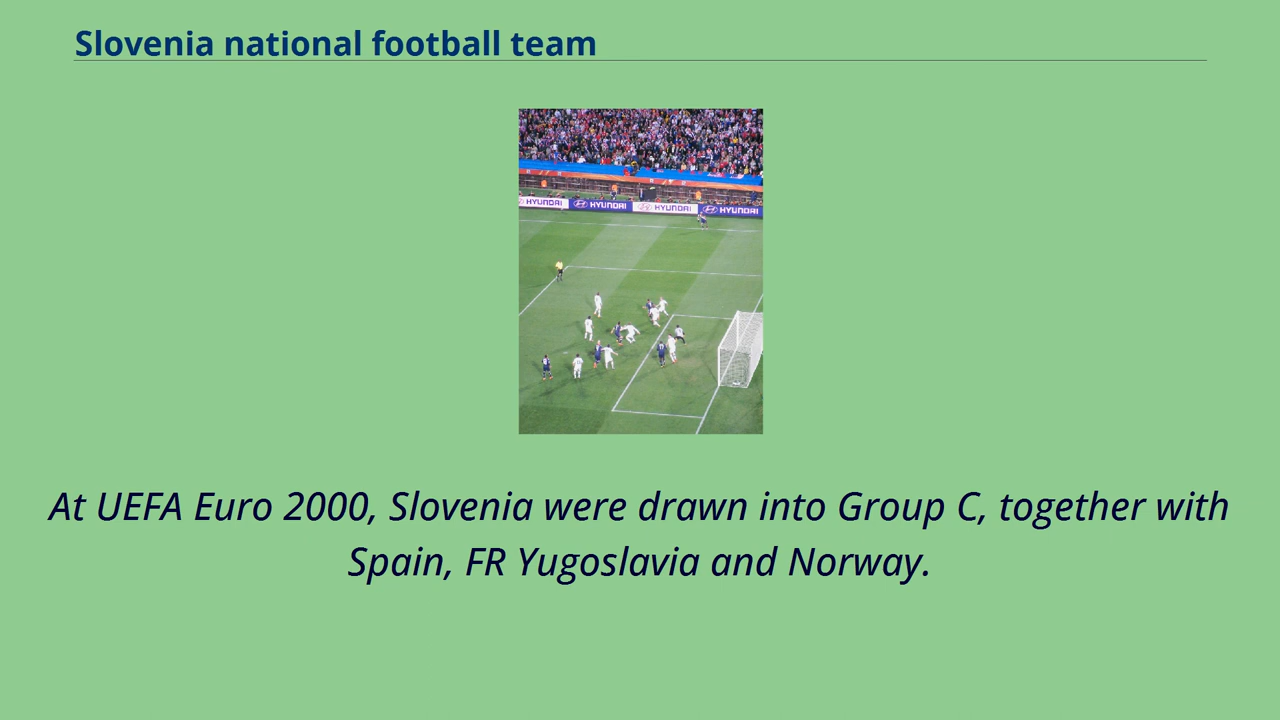 Slovenia national football team
HYUNDAI HYUNDAI HYUNDAI HYUNDAI
At UEFA Euro 2000, Slovenia were drawn into Group C, together with
Spain, FR Yugoslavia and Norway.